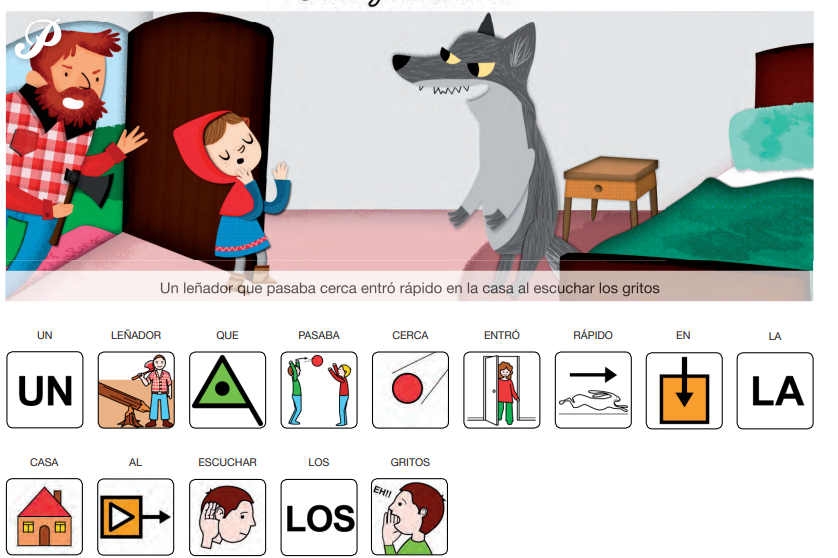 P
Un leñador que pasaba cerca entró rápido en la casa al escuchar los gritos
UN LEÑADOR QUE PASABA CERCA ENTRÓ RÁPIDO EN LA
UN LA
CASA AL ESCUCHAR LOS GRITOS
LOS EH!!